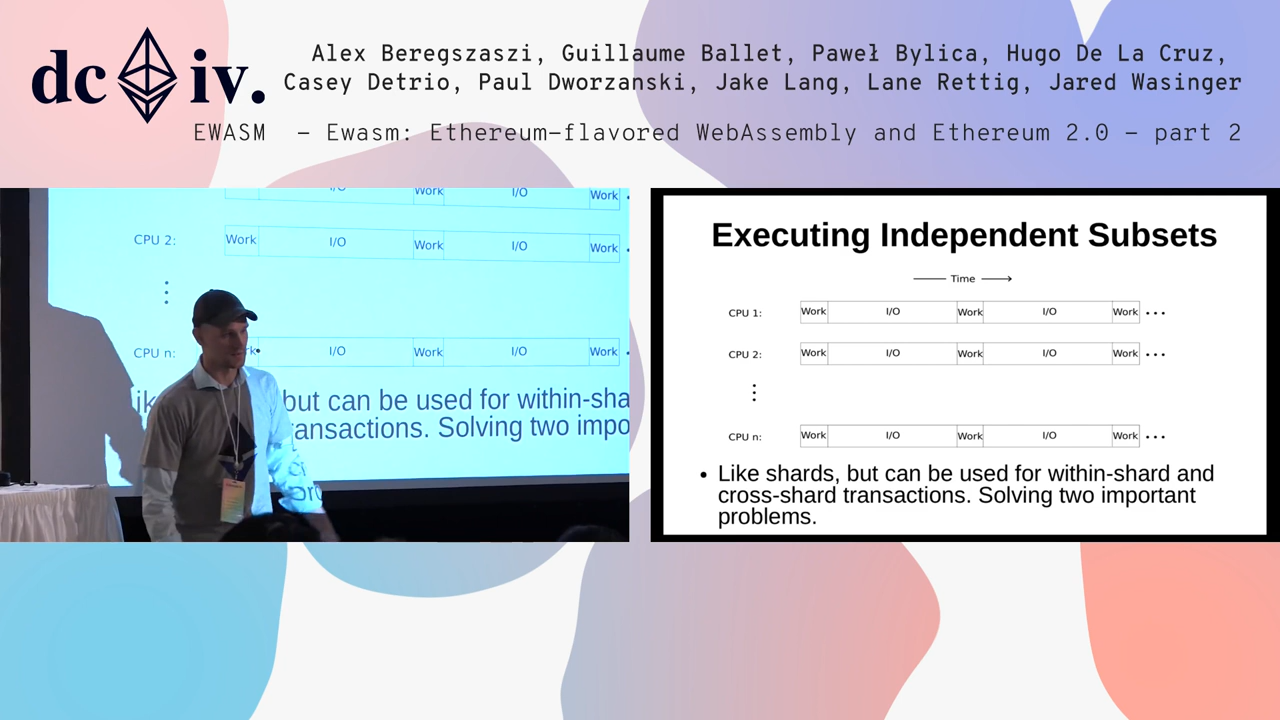 dc iv.
Alex Beregszaszi, Guillaume Ballet, Paweł Bylica, Hugo De La Cruz,
Casey Detrio, Paul Dworzanski, Jake Lang, Lane Rettig, Jared Wasinger
EWASM - Ewasm: Ethereum-flavored WebAssembly and Ethereum 2.0 - part 2
I/O Work I/O Work
CPU 2: Work I/O Work I/O Work
CPU n: I/O Work I/O Work
but can be used for within-sha
ansactions. Solving two impo
Executing Independent Subsets
Time
CPU 1: Work I/O Work I/O Work
CPU 2: Work I/O Work I/O Work
CPU n: Work I/O Work I/O Work
• Like shards, but can be used for within-shard and
cross-shard transactions. Solving two important
problems.